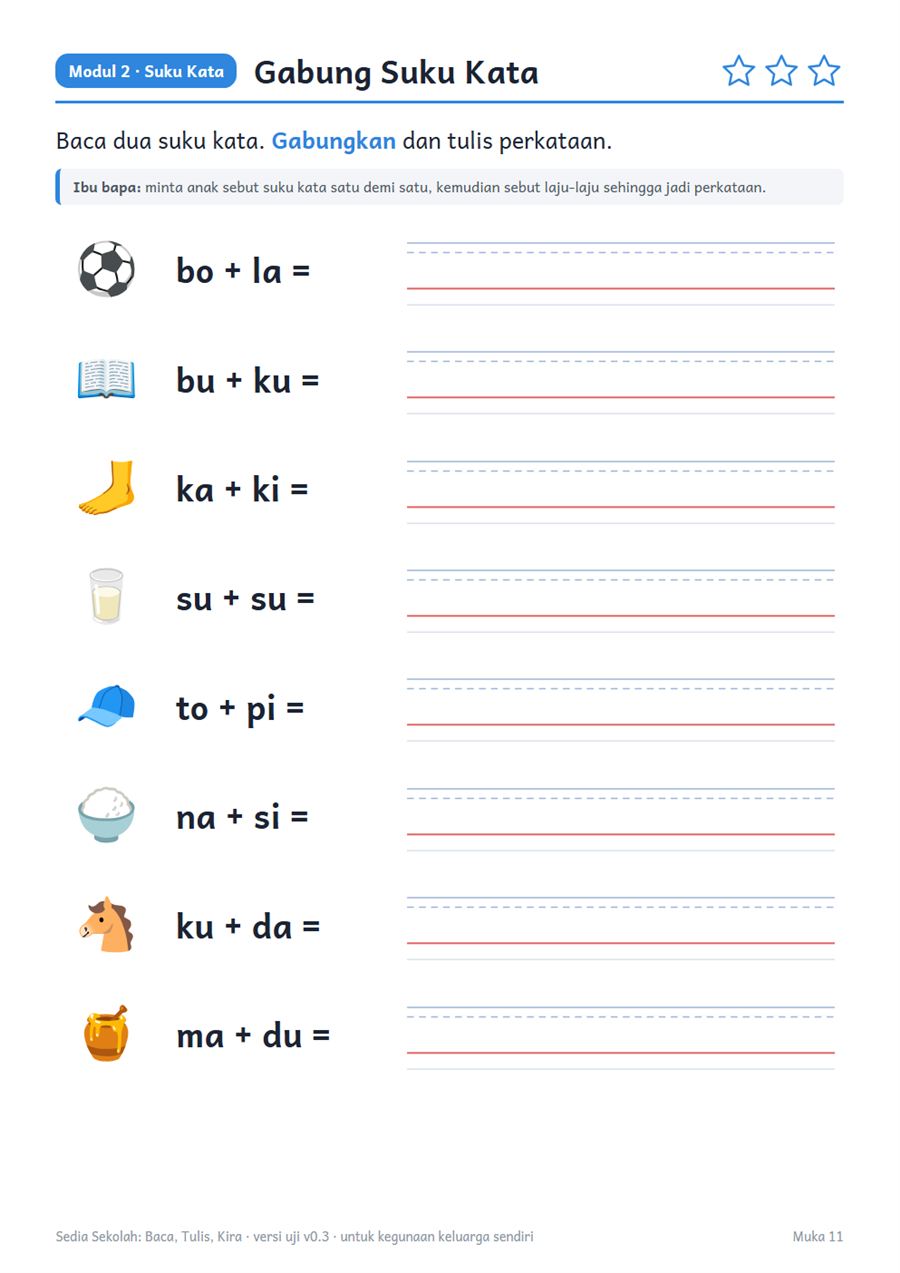 Modul 2 · Suku Kata Gabung Suku Kata
Baca dua suku kata. Gabungkan dan tulis perkataan.
Ibu bapa: minta anak sebut suku kata satu demi satu, kemudian sebut laju-laju sehingga jadi perkataan.
bo + la =
bu + ku =
ka + ki =
su + su =
to + pi =
na + si =
ku + da =
ma + du =
Sedia Sekolah: Baca, Tulis, Kira · versi uji v0.3 · untuk kegunaan keluarga sendiri Muka 11